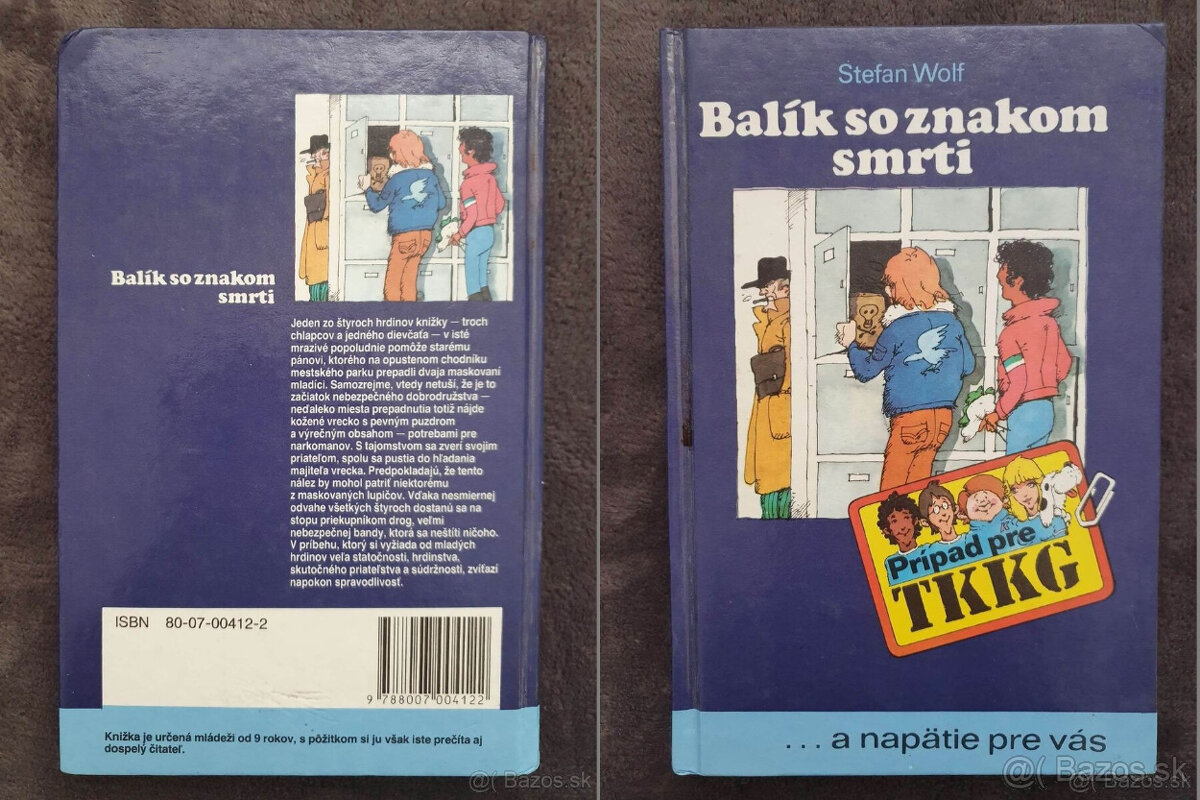 Balík so znakom
smrti
Jeden zo štyroch hrdinov knižky — troch
chlapcov a jedného dievčaťa — v isté
mrazivé popoludnie pomôže starému
pánovi, ktorého na opustenom chodníku
mestského parku prepadli dvaja maskovaní
mladíci. Samozrejme, vtedy netuší, že je to
začiatok nebezpečného dobrodružstva —
neďaleko miesta prepadnutia totiž nájde
kožené vrecko s pevným puzdrom
a výrečným obsahom — potrebami pre
narkomanov. S tajomstvom sa zverí svojim
priateľom, spolu sa pustia do hľadania
majiteľa vrecka. Predpokladajú, že tento
nález by mohol patriť niektorému
z maskovaných lupičov. Vďaka nesmiernej
odvahe všetkých štyroch dostanú sa na
stopu priekupníkom drog, veľmi
nebezpečnej bandy, ktorá sa neštíti ničoho.
V príbehu, ktorý si vyžiada od mladých
hrdinov veľa statočnosti, hrdinstva,
skutočného priateľstva a súdržnosti, zvíťazí
napokon spravodlivosť.
ISBN 80-07-00412-2
9 788007 004122
Knižka je určená mládeži od 9 rokov, s pôžitkom si ju však iste prečíta aj
dospelý čitateľ.
@( Bazos.sk
Stefan Wolf
Balík so znakom
smrti
Prípad pre
TKKG
... a napätie pre vás
@( Bazos.sk
@( Bazos.sk